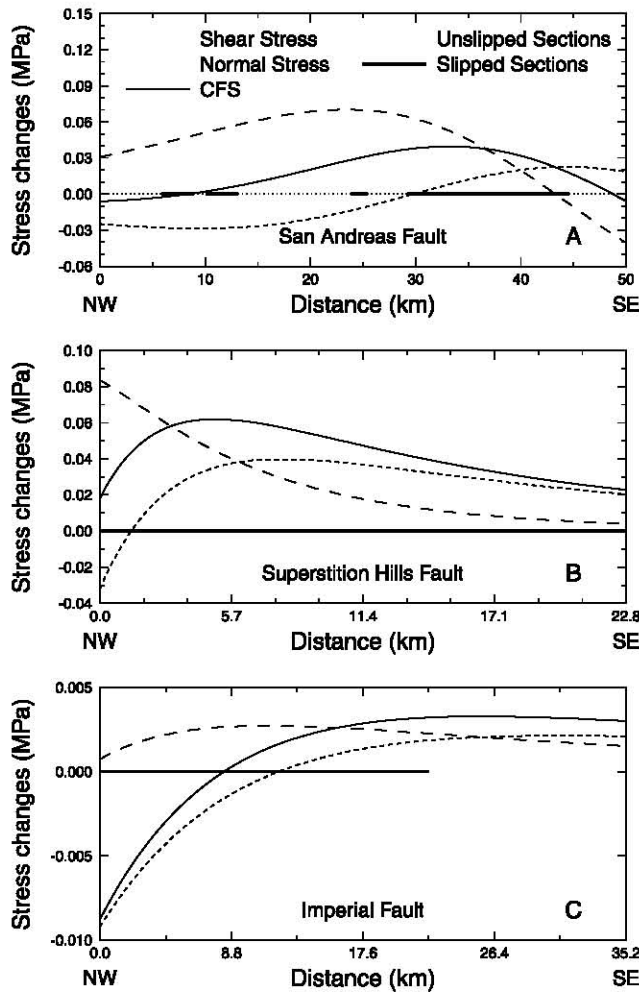 0.15
0.12
0.09
0.06
0.03
0.00
-0.03
-0.06
Stress changes (MPa)
Shear Stress Unslipped Sections
Normal Stress Slipped Sections
CFS
San Andreas Fault A
0 10 20 30 40 50
NW Distance (km) SE
0.10
0.08
0.06
0.04
0.02
0.00
-0.02
-0.04
Stress changes (MPa)
Superstition Hills Fault B
0.0 5.7 11.4 17.1 22.8
NW Distance (km) SE
0.005
0.000
-0.005
-0.010
Stress changes (MPa)
Imperial Fault C
0.0 8.8 17.6 26.4 35.2
NW Distance (km) SE